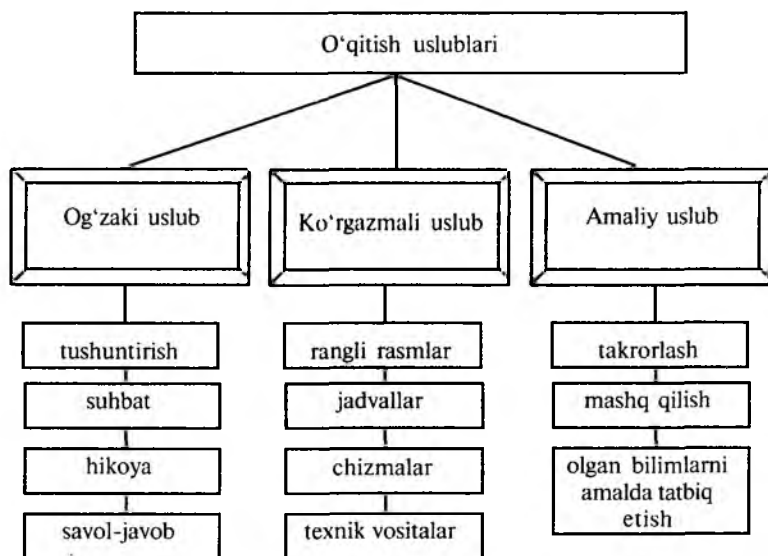 O‘qitish uslublari
Og‘zaki uslub
Ko‘rgazmali uslub
Amaliy uslub
tushuntirish
suhbat
hikoya
savol-javob
rangli rasmlar
jadvallar
chizmalar
texnik vositalar
takrorlash
mashq qilish
olgan bilimlarni
amalda tatbiq
etish